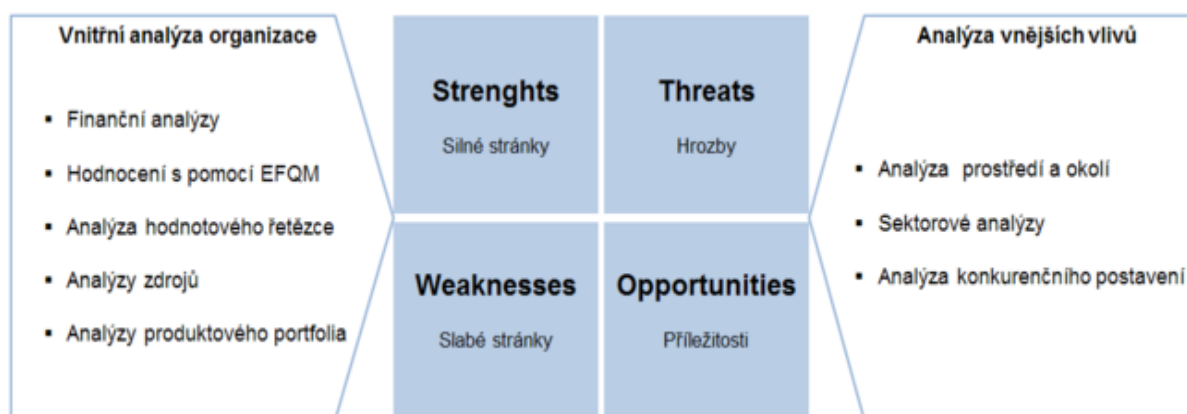 Vnitřní analýza organizace
▪ Finanční analýzy
▪ Hodnocení s pomocí EFQM
▪ Analýza hodnotového řetězce
▪ Analýzy zdrojů
▪ Analýzy produktového portfolia
Strenghts
Silné stránky
Threats
Hrozby
Weaknesses
Slabé stránky
Opportunities
Příležitosti
Analýza vnějších vlivů
▪ Analýza prostředí a okolí
▪ Sektorové analýzy
▪ Analýza konkurenčního postavení